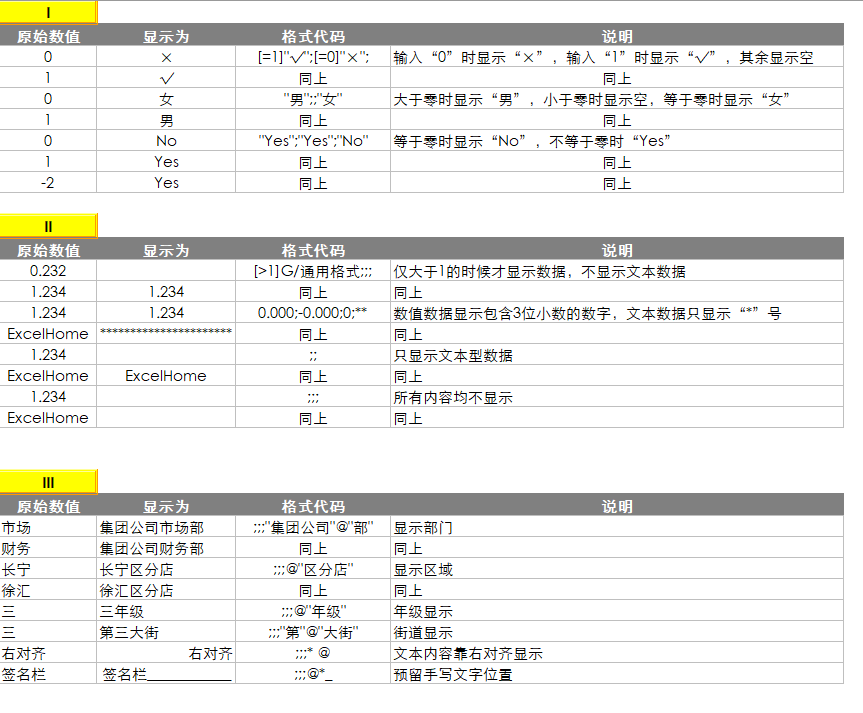 I
原始数值 显示为 格式代码 说明
0 × [=1]"√";[=0]"×"; 输入“0”时显示“×”，输入“1”时显示“√”，其余显示空
1 √ 同上 同上
0 女 "男";;"女" 大于零时显示“男”，小于零时显示空，等于零时显示“女”
1 男 同上 同上
0 No "Yes";"Yes";"No" 等于零时显示“No”，不等于零时“Yes”
1 Yes 同上 同上
-2 Yes 同上 同上
II
原始数值 显示为 格式代码 说明
0.232 [>1]G/通用格式;;; 仅大于1的时候才显示数据，不显示文本数据
1.234 1.234 同上 同上
1.234 1.234 0.000;-0.000;0;** 数值数据显示包含3位小数的数字，文本数据只显示“*”号
ExcelHome ********************** 同上 同上
1.234 ;; 只显示文本型数据
ExcelHome ExcelHome 同上 同上
1.234 ;;; 所有内容均不显示
ExcelHome 同上 同上
III
原始数值 显示为 格式代码 说明
市场 集团公司市场部 ;;;"集团公司"@"部" 显示部门
财务 集团公司财务部 同上 同上
长宁 长宁区分店 ;;;@"区分店" 显示区域
徐汇 徐汇区分店 同上 同上
三 三年级 ;;;@"年级" 年级显示
三 第三大街 ;;;"第"@"大街" 街道显示
右对齐 右对齐 ;;;* @ 文本内容靠右对齐显示
签名栏 签名栏____________ ;;;@*_ 预留手写文字位置